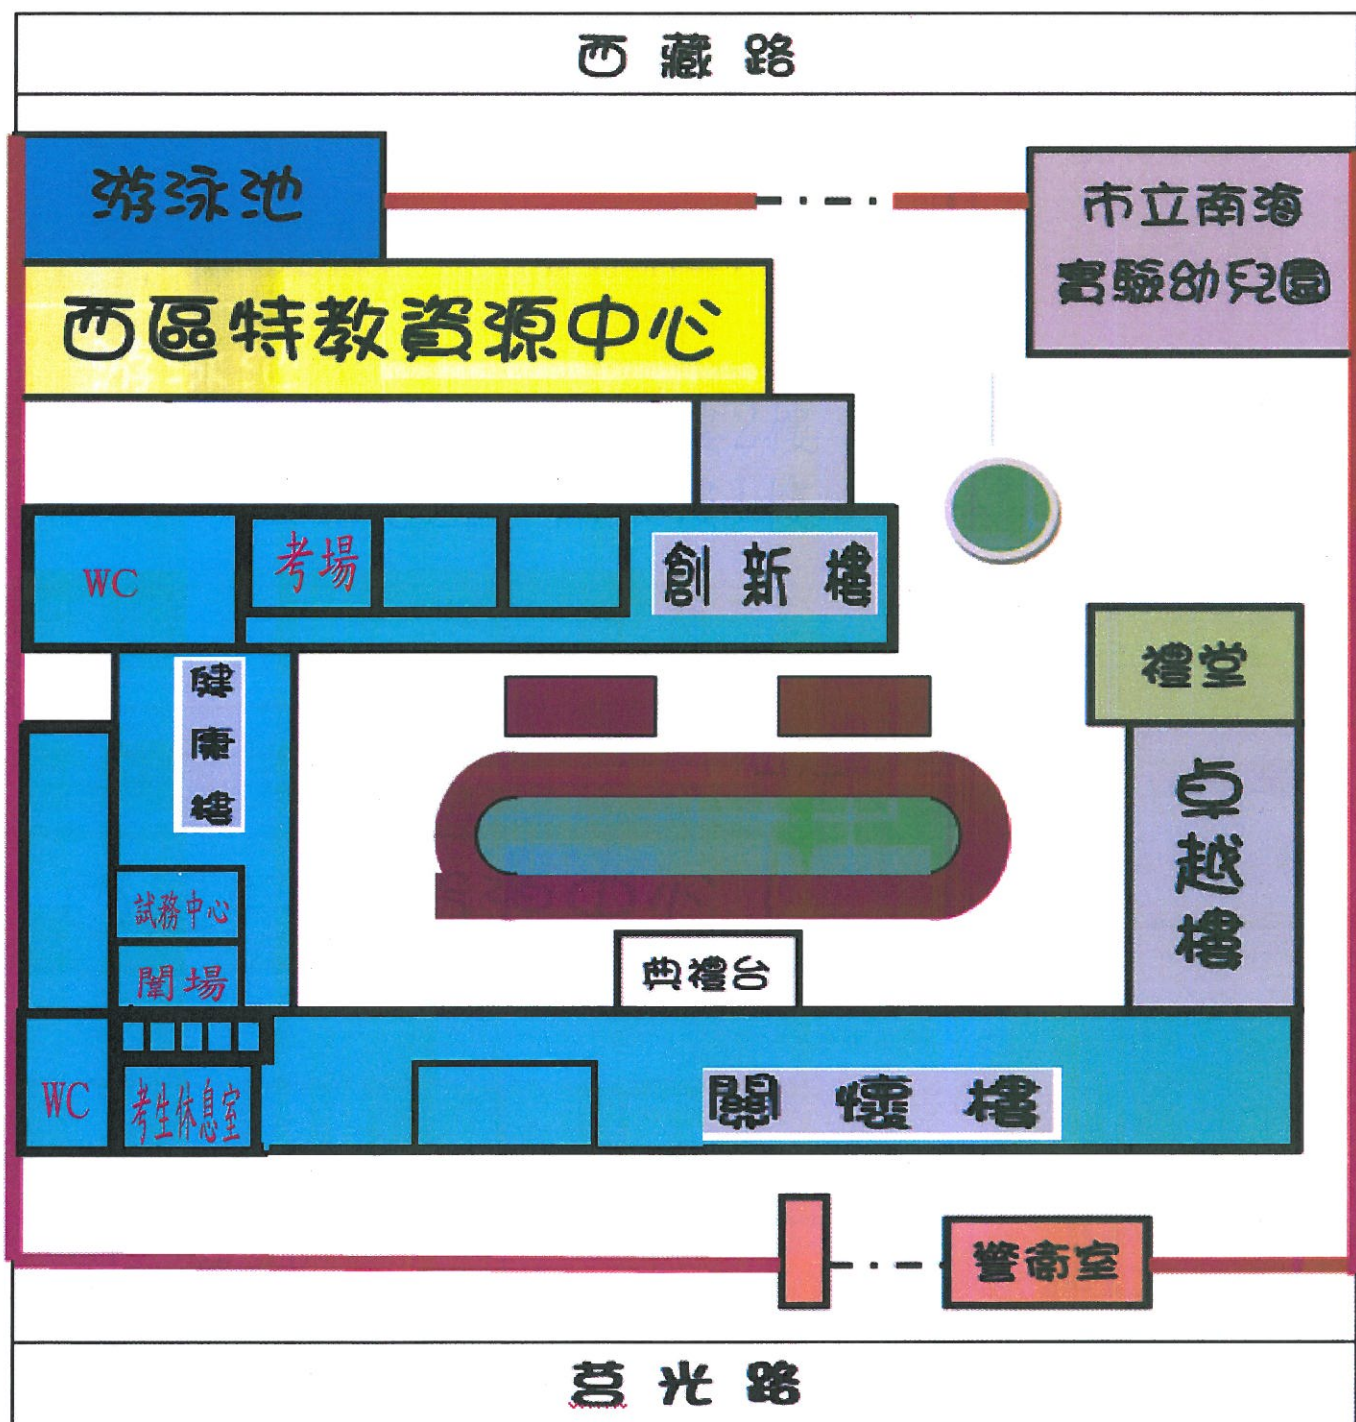 西藏路
游泳池
市立南海
實驗幼兒園
西區特教資源中心
WC
考場
創新樓
健康樓
禮堂
卓越樓
試務中心
闈場
典禮台
WC
考生休息室
關懷樓
警衛室
莒光路